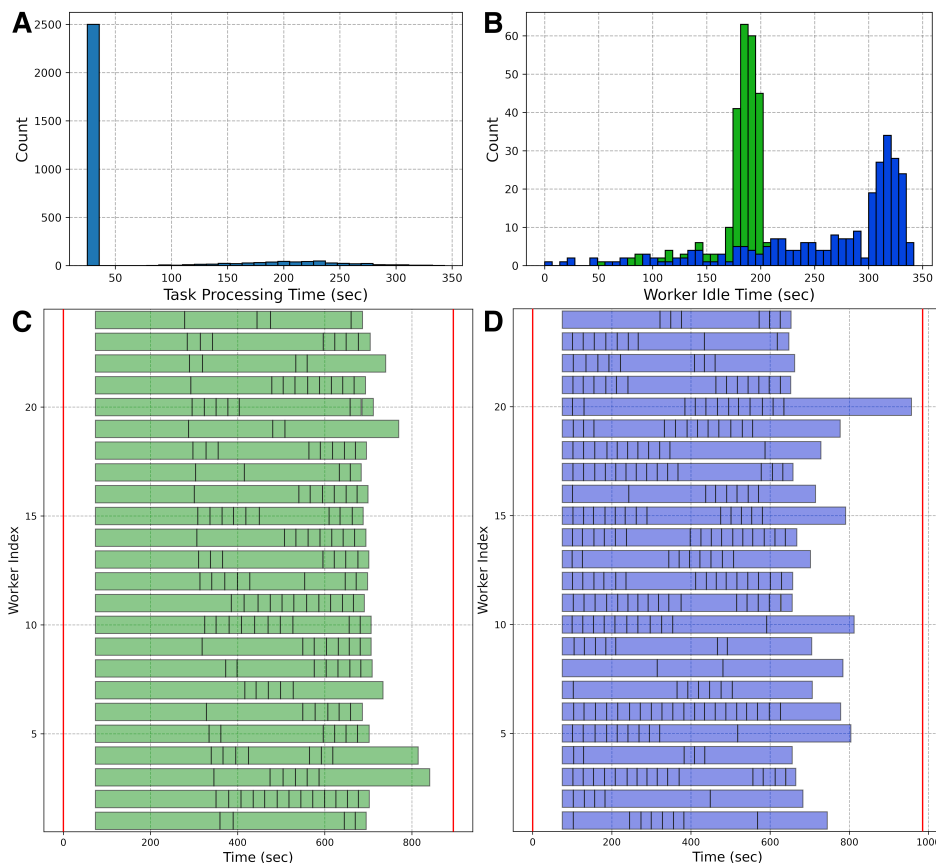 A
B
2500
2000
1500
1000
500
0
Count
50 100 150 200 250 300 350
Task Processing Time (sec)
60
50
40
30
20
10
0
Count
0 50 100 150 200 250 300 350
Worker Idle Time (sec)
C
20
15
10
5
Worker Index
0 200 400 600 800
Time (sec)
D
20
15
10
5
Worker Index
0 200 400 600 800 1000
Time (sec)